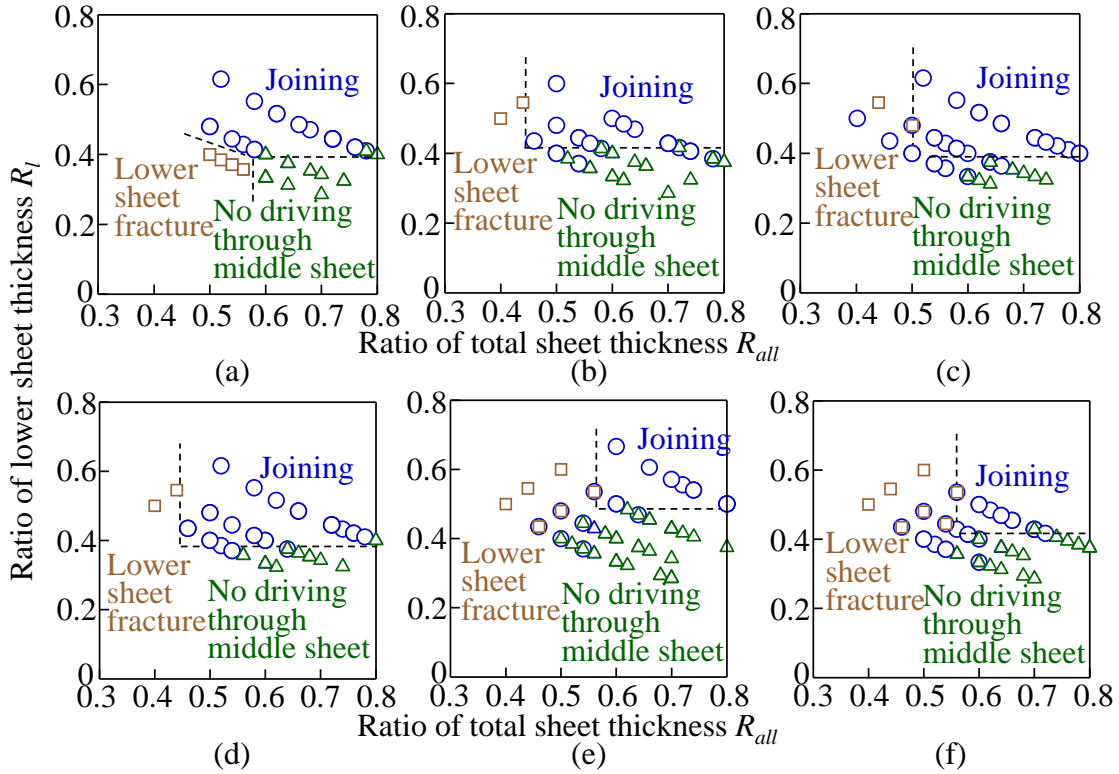 Ratio of lower sheet thickness R_l
0.8
0.6
0.4
0.2
0
Joining
Lower
sheet
fracture
No driving
through
middle sheet
0.3 0.4 0.5 0.6 0.7 0.8
(a)
Joining
Lower
sheet
fracture
No driving
through
middle sheet
0.8
0.6
0.4
0.2
0
0.3 0.4 0.5 0.6 0.7 0.8
(b)
Joining
Lower
sheet
fracture
No driving
through
middle sheet
0.8
0.6
0.4
0.2
0
0.3 0.4 0.5 0.6 0.7 0.8
(c)
Ratio of total sheet thickness R_all
0.8
0.6
0.4
0.2
0
Joining
Lower
sheet
fracture
No driving
through
middle sheet
0.3 0.4 0.5 0.6 0.7 0.8
(d)
0.8
0.6
0.4
0.2
0
Joining
Lower
sheet
fracture
No driving
through
middle sheet
0.3 0.4 0.5 0.6 0.7 0.8
(e)
0.8
0.6
0.4
0.2
0
Joining
Lower
sheet
fracture
No driving
through
middle sheet
0.3 0.4 0.5 0.6 0.7 0.8
(f)
Ratio of total sheet thickness R_all